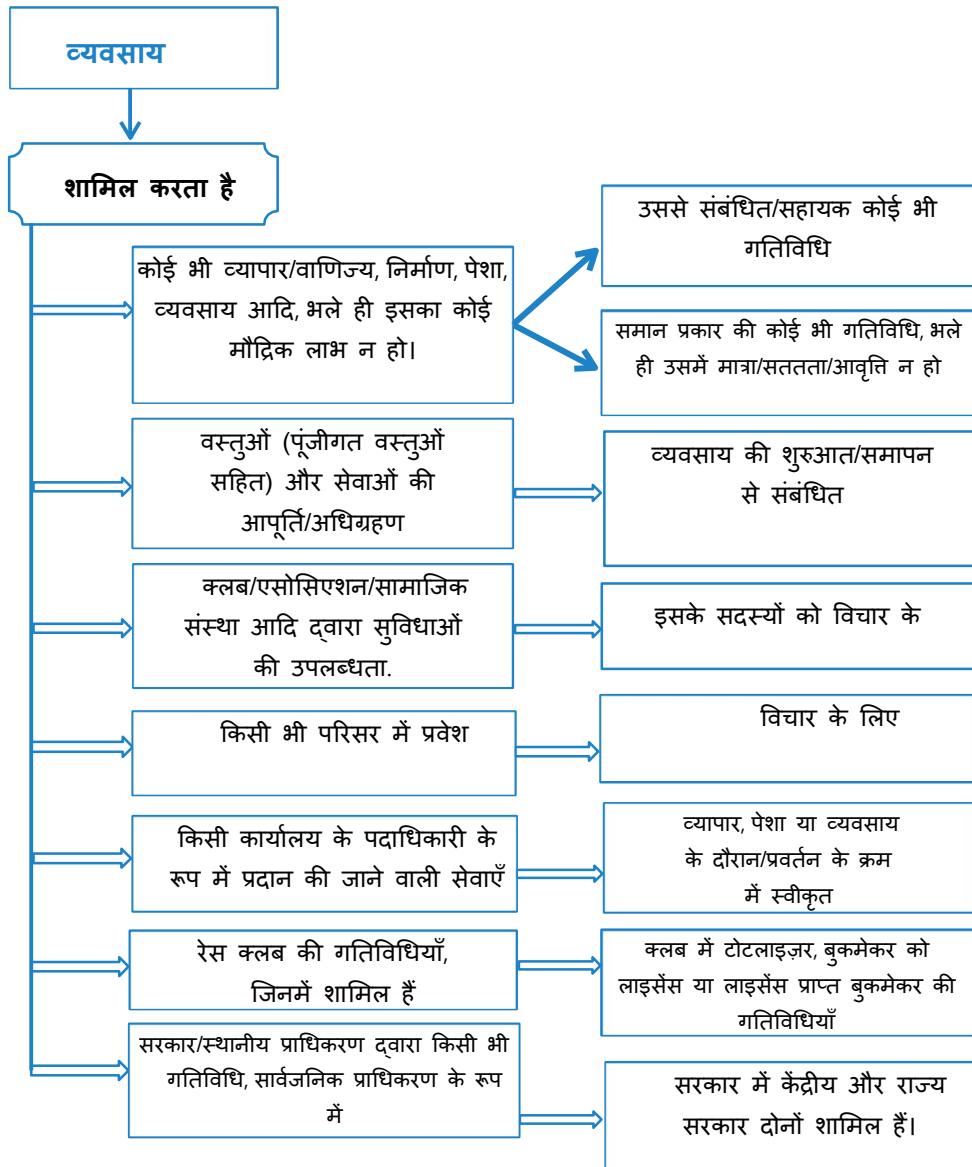 व्यवसाय
शामिल करता है
कोई भी व्यापार/वाणिज्य, निर्माण, पेशा,
व्यवसाय आदि, भले ही इसका कोई
मौद्रिक लाभ न हो।
उससे संबंधित/सहायक कोई भी
गतिविधि
समान प्रकार की कोई भी गतिविधि, भले
ही उसमें मात्रा/सततता/आवृत्ति न हो
वस्तुओं (पूंजीगत वस्तुओं
सहित) और सेवाओं की
आपूर्ति/अधिग्रहण
व्यवसाय की शुरुआत/समापन
से संबंधित
क्लब/एसोसिएशन/सामाजिक
संस्था आदि द्वारा सुविधाओं
की उपलब्धता.
इसके सदस्यों को विचार के
किसी भी परिसर में प्रवेश
विचार के लिए
किसी कार्यालय के पदाधिकारी के
रूप में प्रदान की जाने वाली सेवाएँ
व्यापार, पेशा या व्यवसाय
के दौरान/प्रवर्तन के क्रम
में स्वीकृत
रेस क्लब की गतिविधियाँ,
जिनमें शामिल हैं
क्लब में टोटलाइज़र, बुकमेकर को
लाइसेंस या लाइसेंस प्राप्त बुकमेकर की
गतिविधियाँ
सरकार/स्थानीय प्राधिकरण द्वारा किसी भी
गतिविधि, सार्वजनिक प्राधिकरण के रूप
में
सरकार में केंद्रीय और राज्य
सरकार दोनों शामिल हैं।